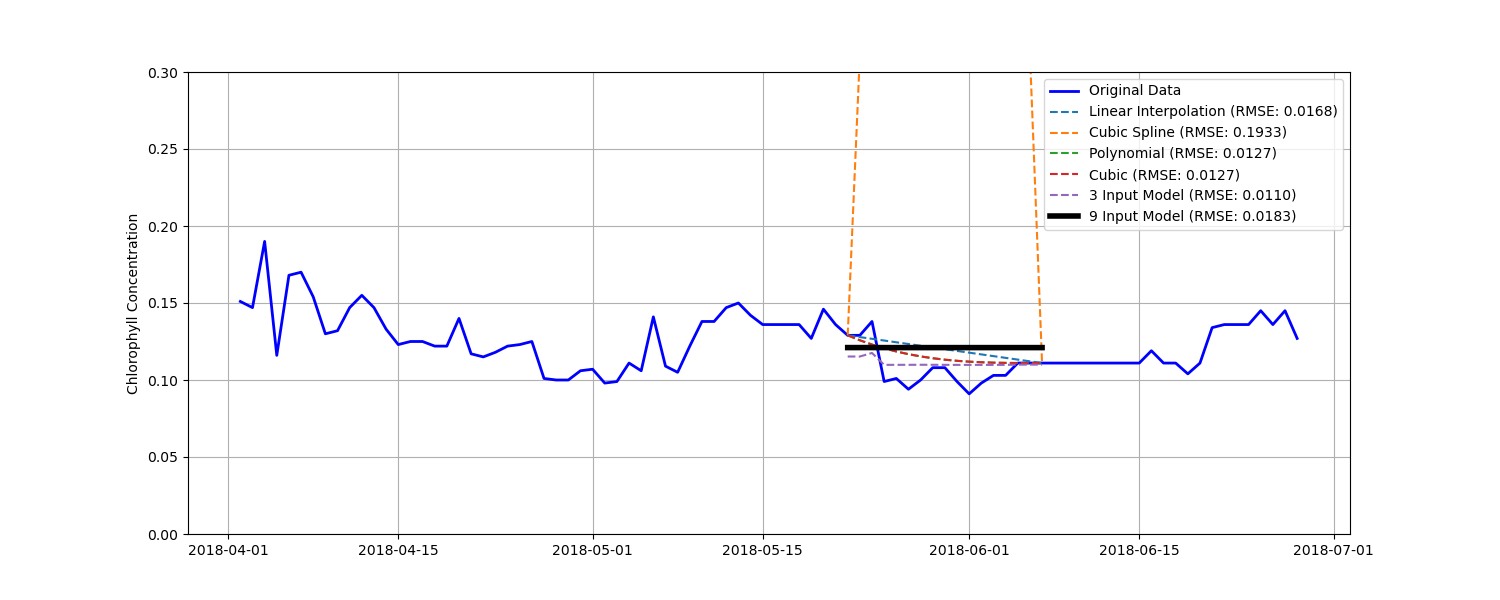 0.30
0.25
0.20
0.15
0.10
0.05
0.00
Chlorophyll Concentration
Original Data
Linear Interpolation (RMSE: 0.0168)
Cubic Spline (RMSE: 0.1933)
Polynomial (RMSE: 0.0127)
Cubic (RMSE: 0.0127)
3 Input Model (RMSE: 0.0110)
9 Input Model (RMSE: 0.0183)
2018-04-01 2018-04-15 2018-05-01 2018-05-15 2018-06-01 2018-06-15 2018-07-01